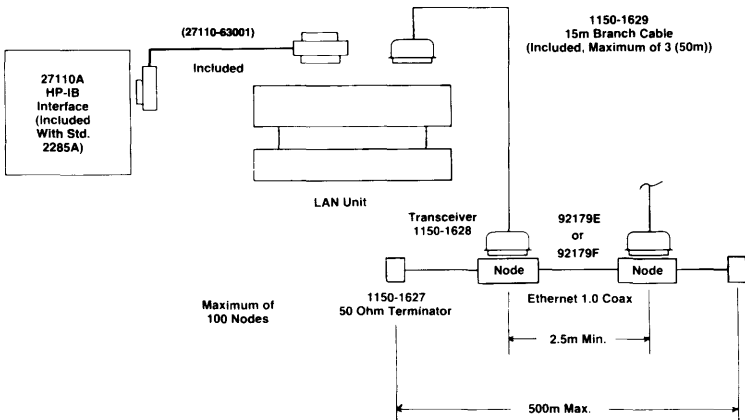 (27110-63001)
Included
27110A
HP-IB
Interface
(Included
With Std.
2285A)
1150-1629
15m Branch Cable
(Included, Maximum of 3 (50m))
LAN Unit
Transceiver
1150-1628
92179E
or
92179F
Node
Node
1150-1627
50 Ohm Terminator
Ethernet 1.0 Coax
Maximum of
100 Nodes
2.5m Min.
500m Max.